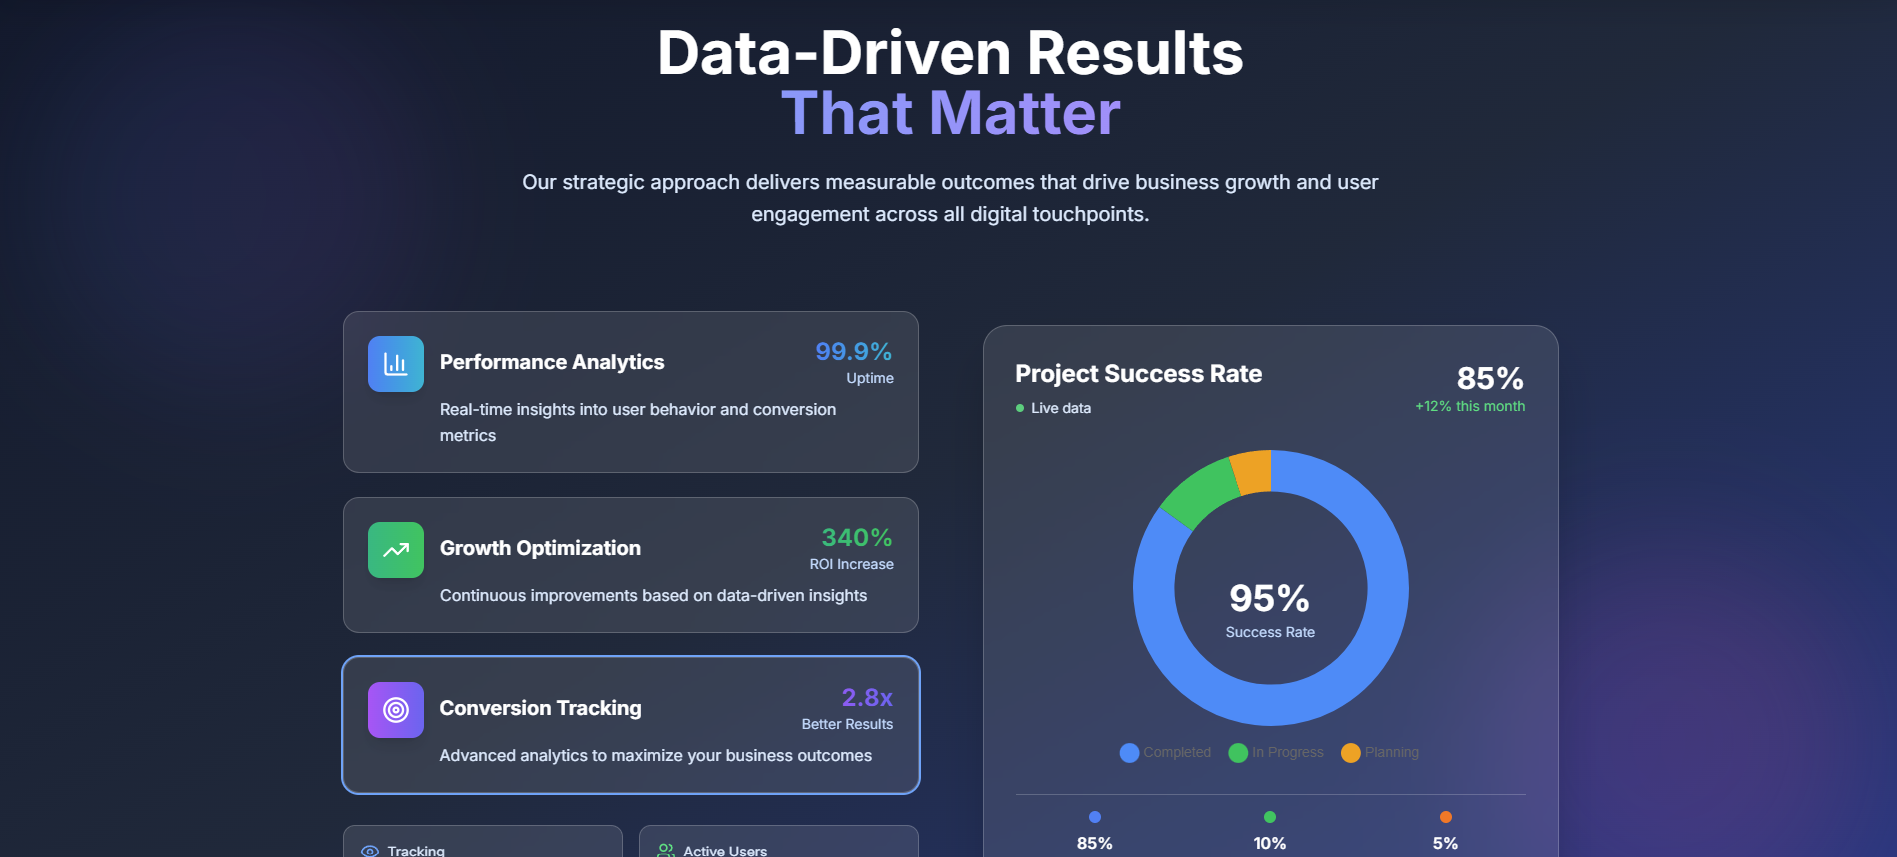 Data-Driven Results
That Matter
Our strategic approach delivers measurable outcomes that drive business growth and user
engagement across all digital touchpoints.
Performance Analytics
99.9%
Uptime
Real-time insights into user behavior and conversion
metrics
Growth Optimization
340%
ROI Increase
Continuous improvements based on data-driven insights
Conversion Tracking
2.8x
Better Results
Advanced analytics to maximize your business outcomes
Tracking
Active Users
Project Success Rate
85%
Live data
+12% this month
95%
Success Rate
Completed
In Progress
Planning
85%
10%
5%